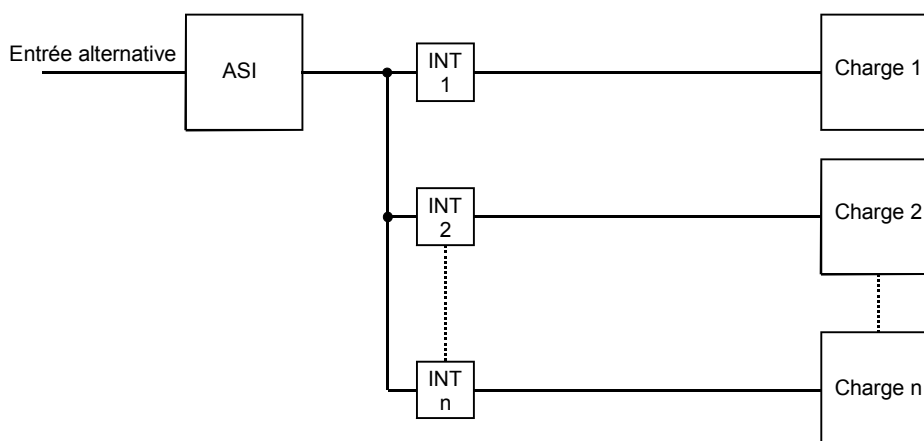 Entrée alternative
ASI
INT
1
Charge 1
INT
2
Charge 2
INT
n
Charge n